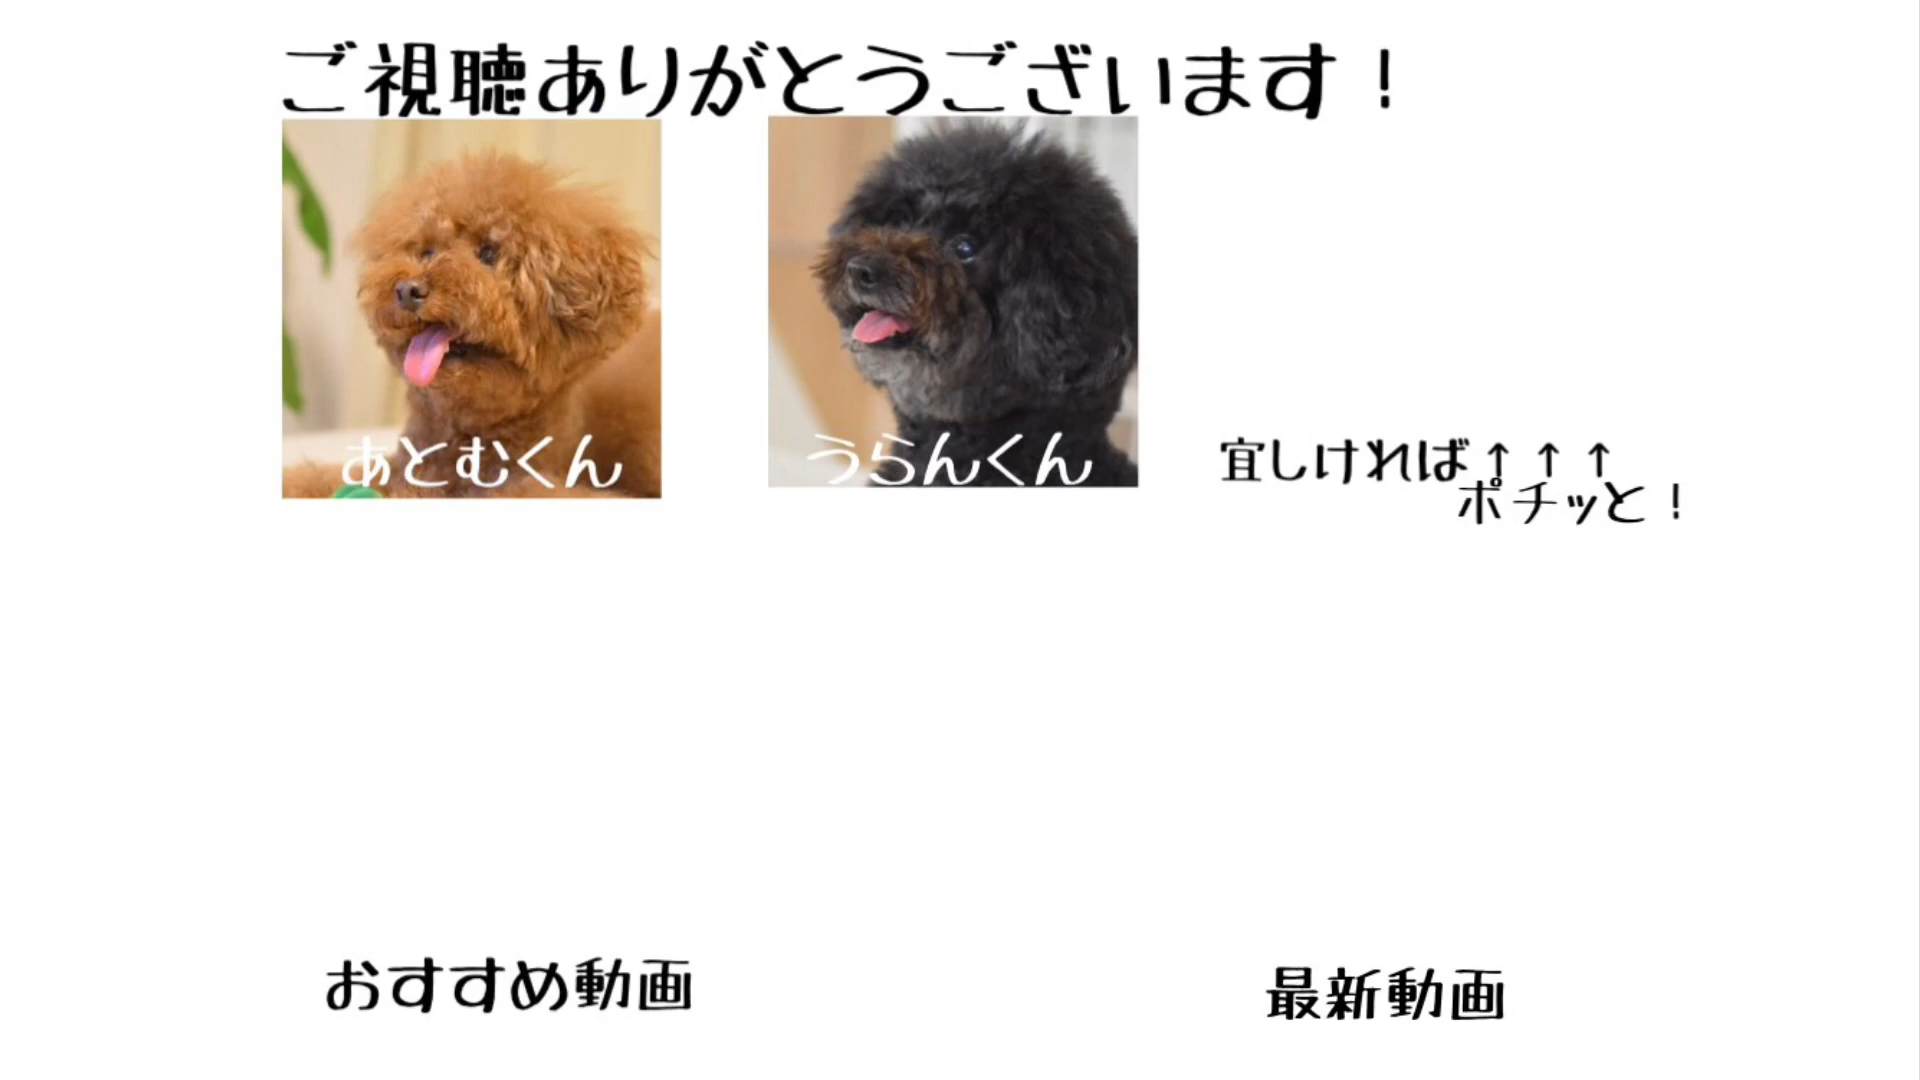 ご視聴ありがとうございます！
あとむくん
うらんくん
宜しければ↑↑↑
ポチッと！
おすすめ動画
最新動画